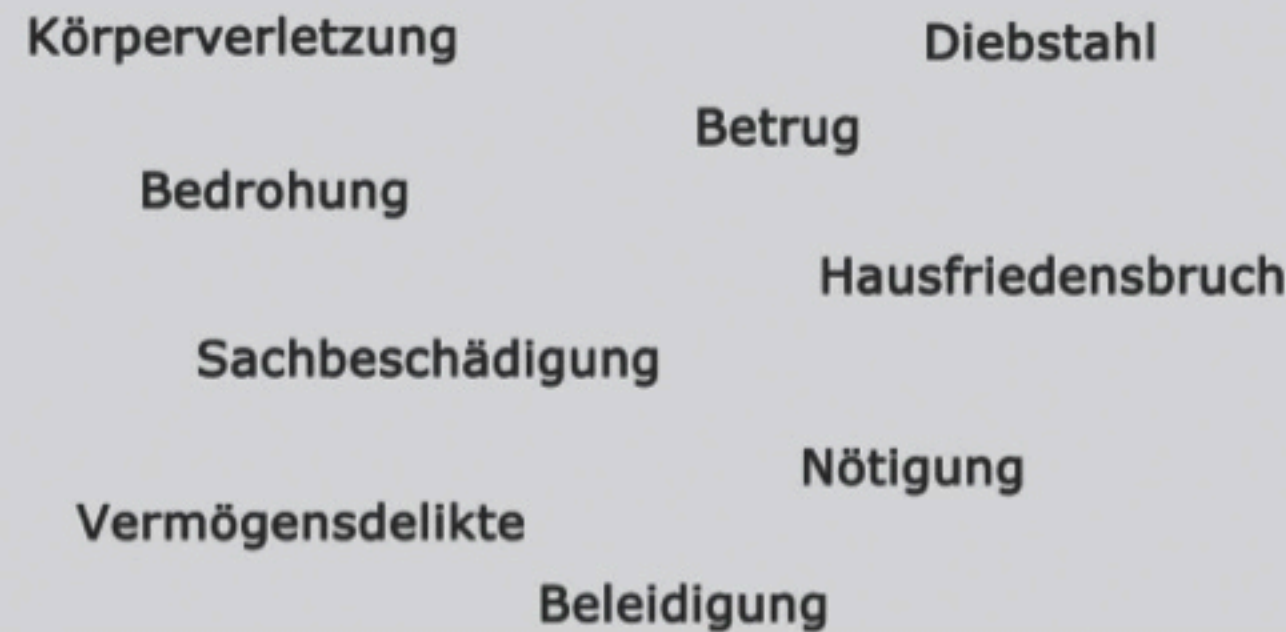 Körperverletzung
Diebstahl
Betrug
Bedrohung
Hausfriedensbruch
Sachbeschädigung
Nötigung
Vermögensdelikte
Beleidigung